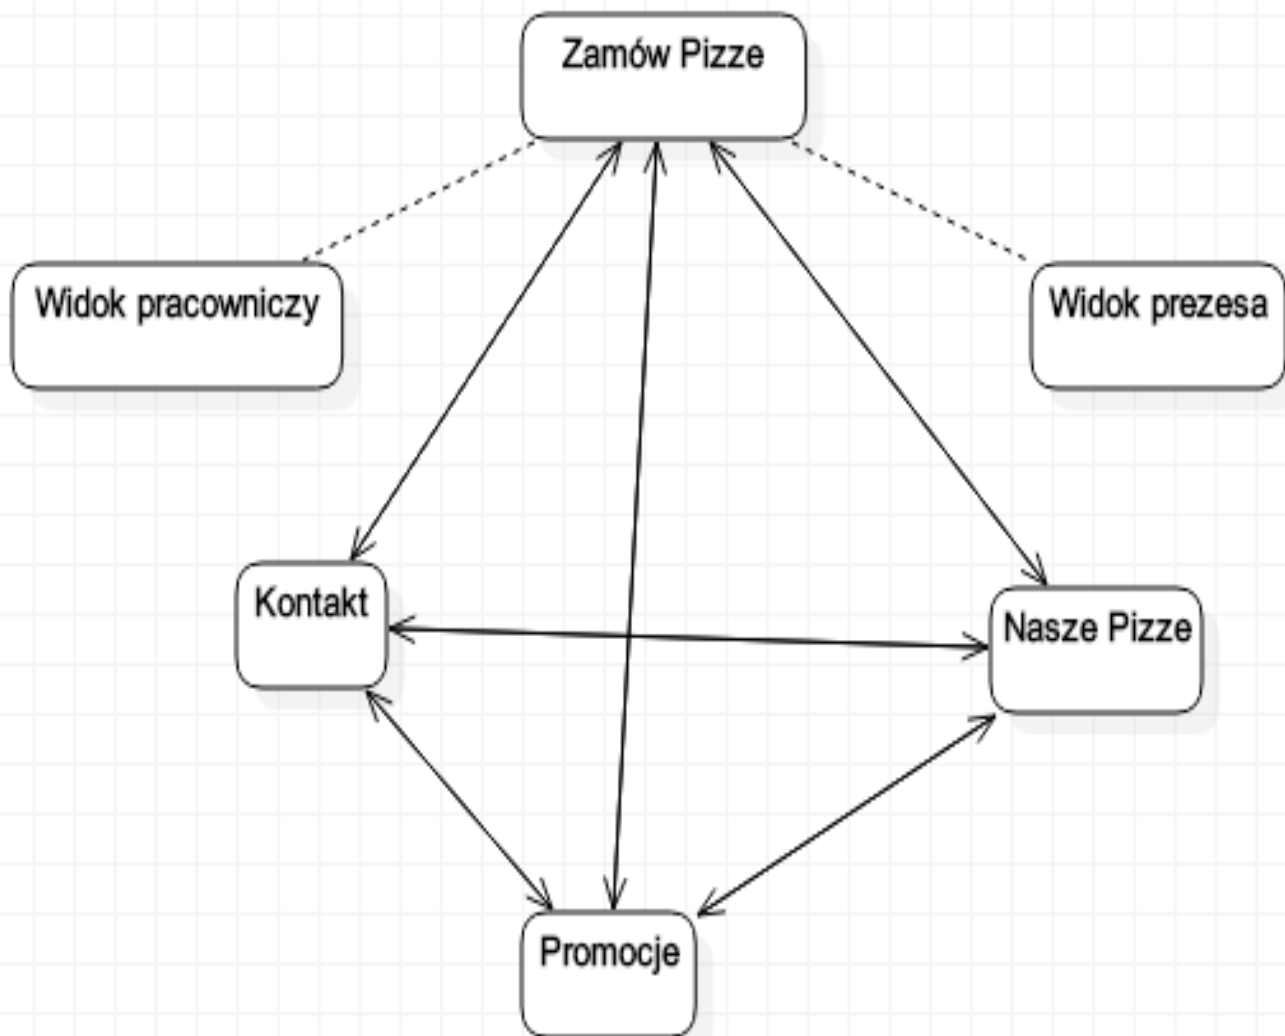 Zamów Pizze
Widok pracowniczy
Widok prezesa
Kontakt
Nasze Pizze
Promocje